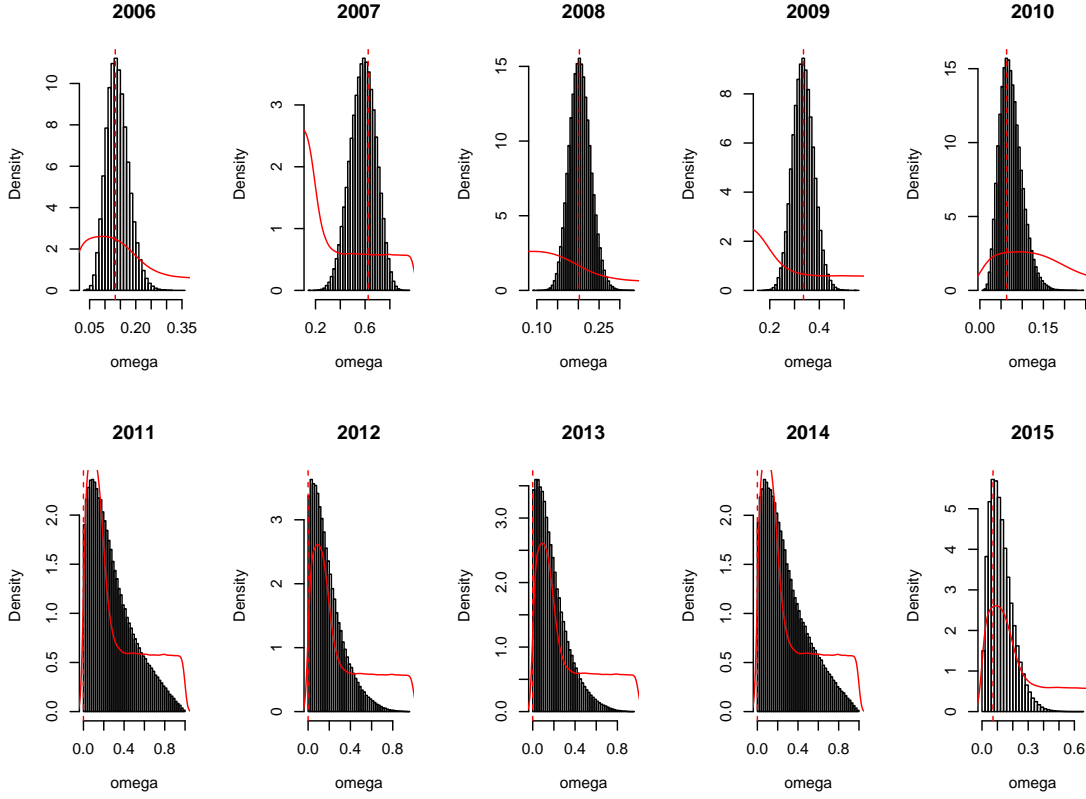 2006 2007 2008 2009 2010
Density 0 2 4 6 8 10
0.05 0.20 0.35
omega
Density 0 1 2 3
0.2 0.6
omega
Density 0 5 10 15
0.10 0.25
omega
Density 0 2 4 6 8
0.2 0.4
omega
Density 0 5 10 15
0.00 0.15
omega
2011 2012 2013 2014 2015
Density 0.0 0.5 1.0 1.5 2.0
0.0 0.4 0.8
omega
Density 0 1 2 3
0.0 0.4 0.8
omega
Density 0.0 1.0 2.0 3.0
0.0 0.4 0.8
omega
Density 0.0 0.5 1.0 1.5 2.0
0.0 0.4 0.8
omega
Density 0 1 2 3 4 5
0.0 0.3 0.6
omega